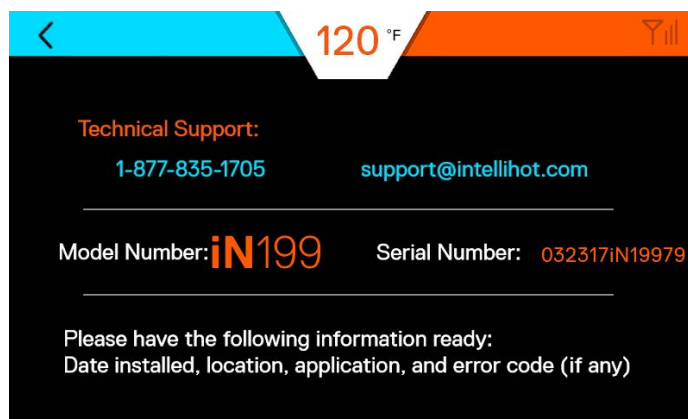 120 °F
Technical Support:
1-877-835-1705 support@intellihot.com
Model Number: iN199 Serial Number: 032317iN19979
Please have the following information ready:
Date installed, location, application, and error code (if any)